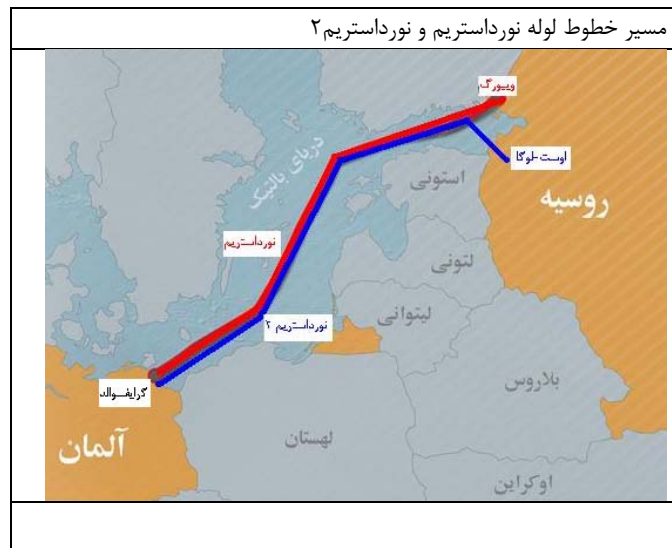 مسیر خطوط لوله نورداستریم و نورداستریم۲
ویبورگ
اوست-لوگا
دریای بالتیک
استونی
روسیه
لتونی
نورداستریم
لیتوانی
نورداستریم ۲
بلاروس
گرایفسوالد
آلمان
لهستان
اوکراین